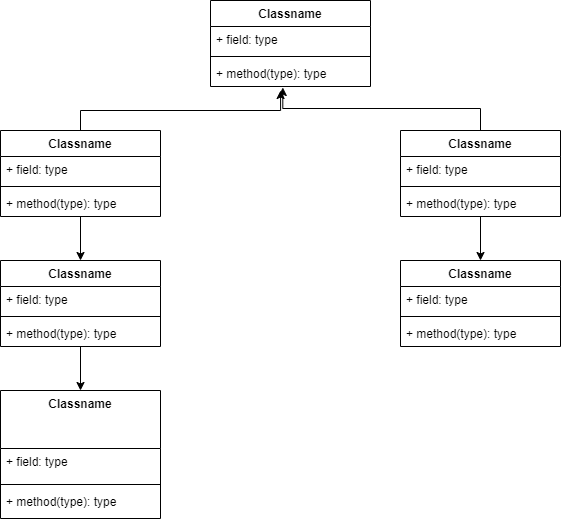 Classname
+ field: type
+ method(type): type
Classname
+ field: type
+ method(type): type
Classname
+ field: type
+ method(type): type
Classname
+ field: type
+ method(type): type
Classname
+ field: type
+ method(type): type
Classname
+ field: type
+ method(type): type